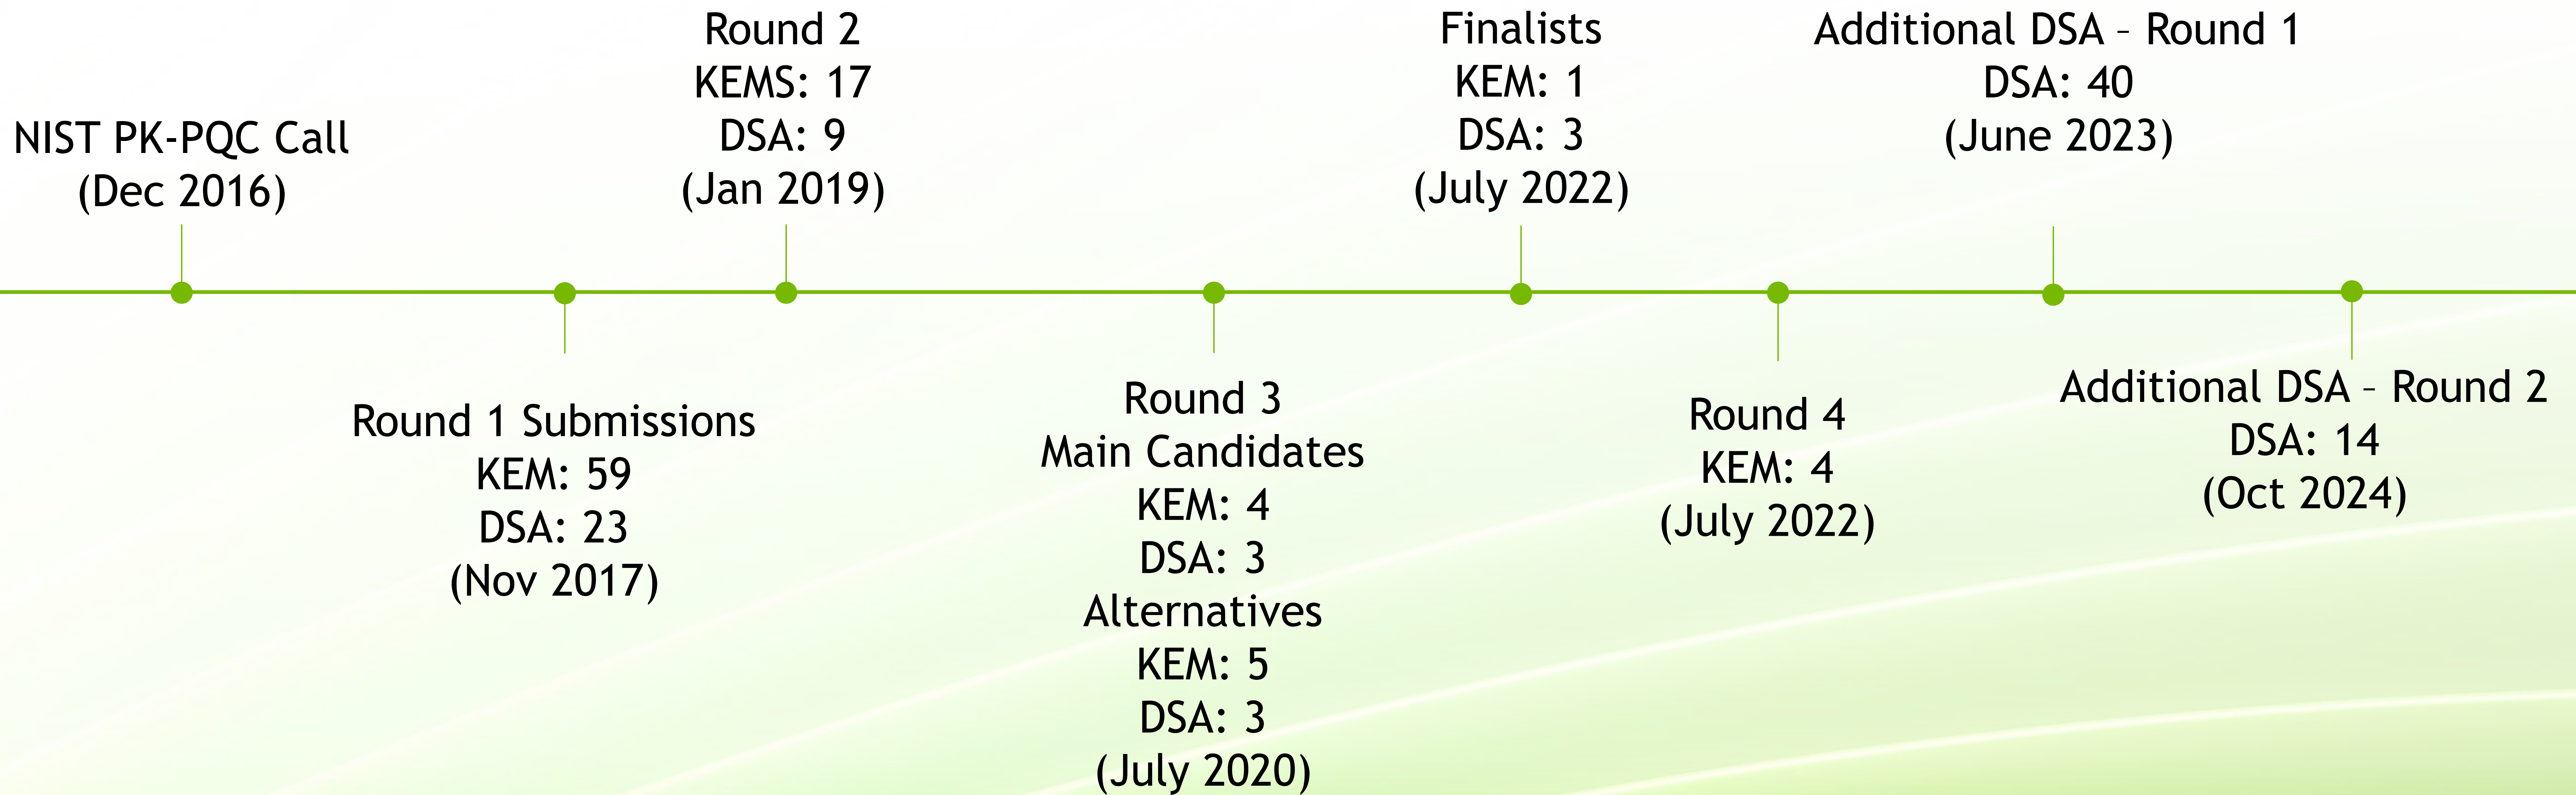 NIST PK-PQC Call
(Dec 2016)
Round 1 Submissions
KEM: 59
DSA: 23
(Nov 2017)
Round 2
KEMS: 17
DSA: 9
(Jan 2019)
Round 3
Main Candidates
KEM: 4
DSA: 3
Alternatives
KEM: 5
DSA: 3
(July 2020)
Finalists
KEM: 1
DSA: 3
(July 2022)
Round 4
KEM: 4
(July 2022)
Additional DSA – Round 1
DSA: 40
(June 2023)
Additional DSA – Round 2
DSA: 14
(Oct 2024)